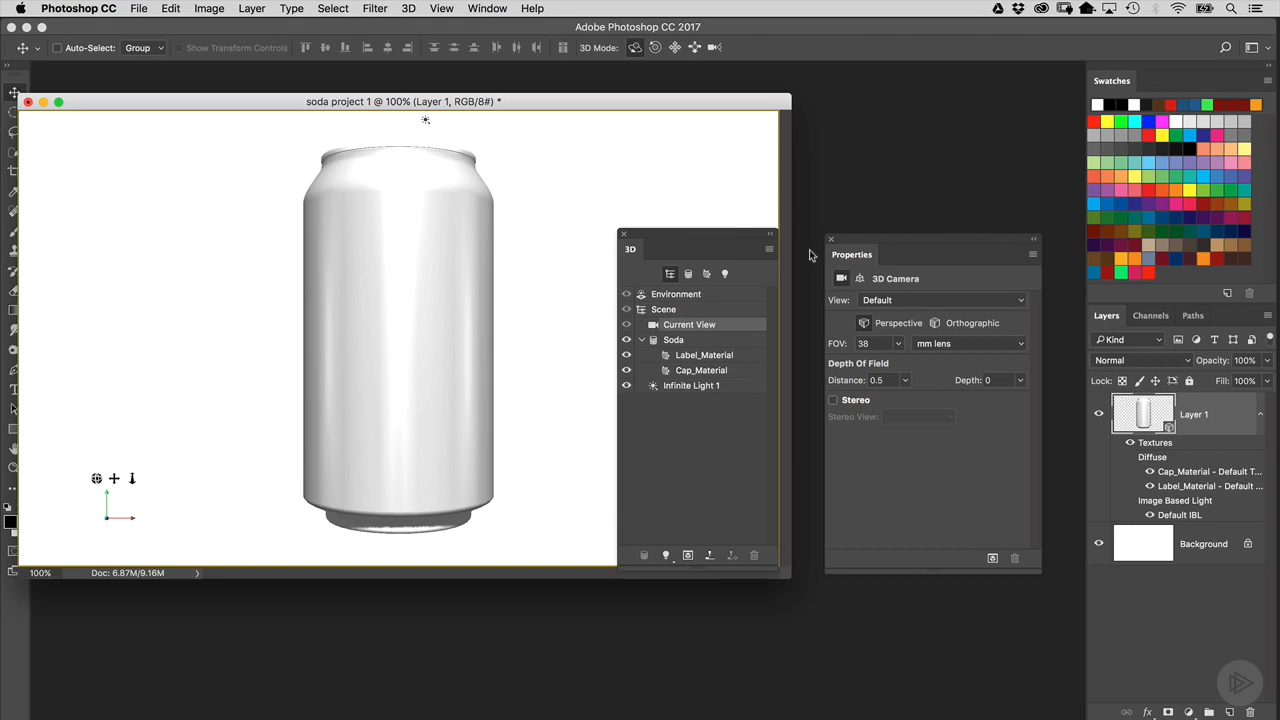 Photoshop CC File Edit Image Layer Type Select Filter 3D View Window Help
Adobe Photoshop CC 2017
Auto-Select: Group Show Transform Controls 3D Mode:
soda project 1 @ 100% (Layer 1, RGB/8#) *
3D
Environment
Scene
Current View
Soda
Label_Material
Cap_Material
Infinite Light 1
100% Doc: 6.87M/9.16M
Properties
3D Camera
View: Default
Perspective Orthographic
FOV: 38 mm lens
Depth Of Field
Distance: 0.5 Depth: 0
Stereo
Stereo View:
Swatches
Layers Channels Paths
Kind
Normal Opacity: 100%
Lock: Fill: 100%
Layer 1
Textures
Diffuse
Cap_Material - Default T...
Label_Material - Default ...
Image Based Light
Default IBL
Background
fx